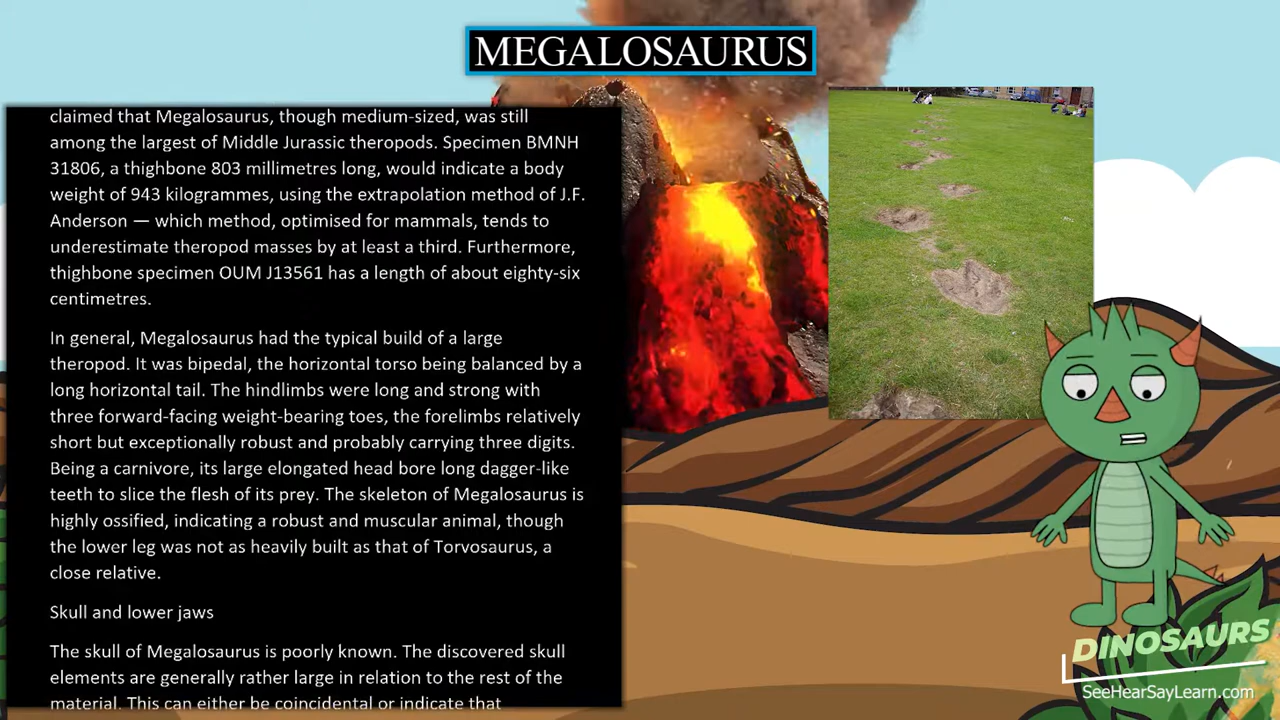 MEGALOSAURUS
claimed that Megalosaurus, though medium-sized, was still
among the largest of Middle Jurassic theropods. Specimen BMNH
31806, a thighbone 803 millimetres long, would indicate a body
weight of 943 kilogrammes, using the extrapolation method of J.F.
Anderson — which method, optimised for mammals, tends to
underestimate theropod masses by at least a third. Furthermore,
thighbone specimen OUM J13561 has a length of about eighty-six
centimetres.
In general, Megalosaurus had the typical build of a large
theropod. It was bipedal, the horizontal torso being balanced by a
long horizontal tail. The hindlimbs were long and strong with
three forward-facing weight-bearing toes, the forelimbs relatively
short but exceptionally robust and probably carrying three digits.
Being a carnivore, its large elongated head bore long dagger-like
teeth to slice the flesh of its prey. The skeleton of Megalosaurus is
highly ossified, indicating a robust and muscular animal, though
the lower leg was not as heavily built as that of Torvosaurus, a
close relative.
Skull and lower jaws
The skull of Megalosaurus is poorly known. The discovered skull
elements are generally rather large in relation to the rest of the
material. This can either be coincidental or indicate that
DINOSAURS
SeeHearSayLearn.com